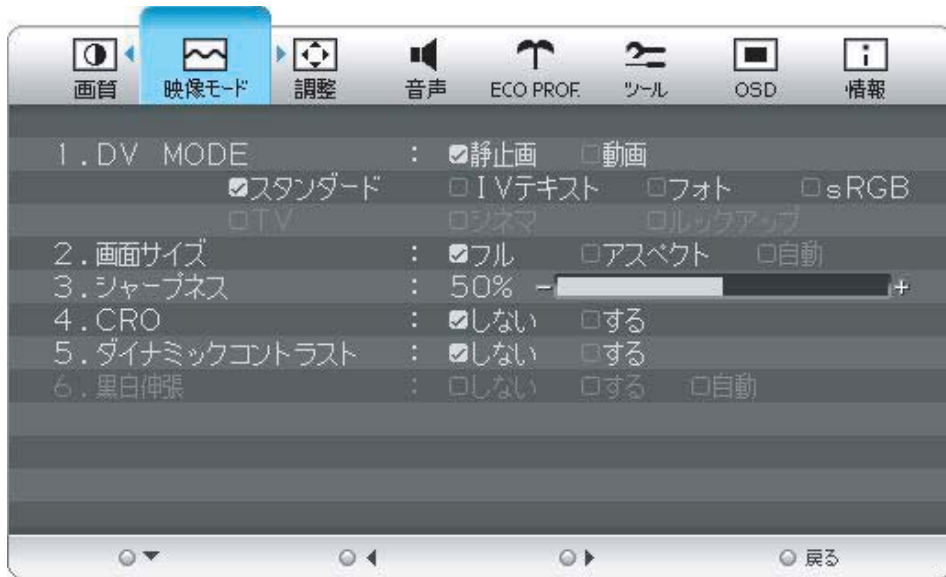 画質 映像モード 調整 音声 ECO PROF. ツール OSD 情報
1.DV MODE : 静止画 動画
スタンダード IVテキスト フォト sRGB
TV シネマ ルックアップ
2.画面サイズ : フル アスペクト 自動
3.シャープネス : 50% - +
4.CRO : しない する
5.ダイナミックコントラスト : しない する
6.黒白伸張 : しない する 自動
戻る